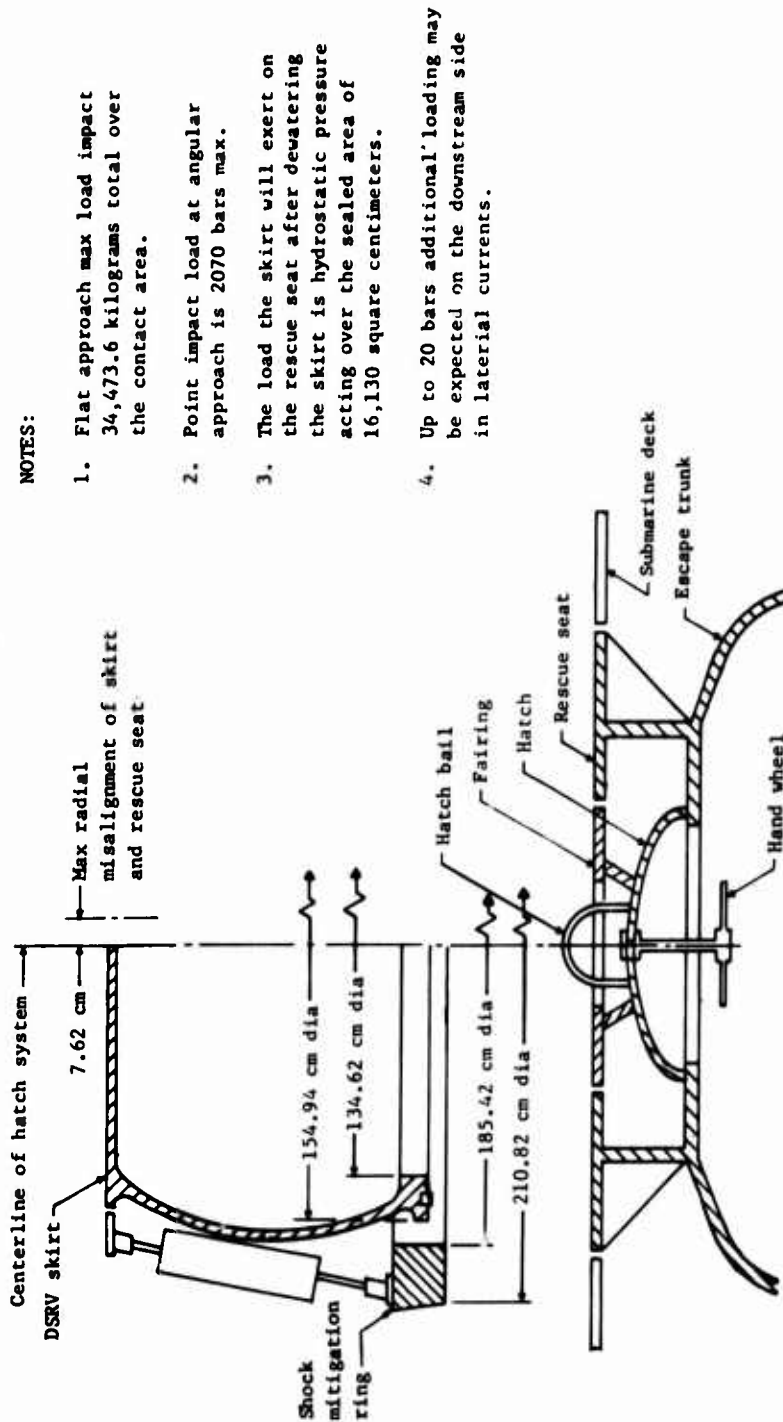 NOTES:
1. Flat approach max load impact
34,473.6 kilograms total over
the contact area.
2. Point impact load at angular
approach is 2070 bars max.
3. The load the skirt will exert on
the rescue seat after dewatering
the skirt is hydrostatic pressure
acting over the sealed area of
16,130 square centimeters.
4. Up to 20 bars additional loading may
be expected on the downstream side
in laterial currents.
Centerline of hatch system
7.62 cm
Max radial
misalignment of skirt
and rescue seat
DSRV skirt
154.94 cm dia
134.62 cm dia
Shock
mitigation
ring
185.42 cm dia
210.82 cm dia
Hatch bail
Fairing
Hatch
Rescue seat
Submarine deck
Escape trunk
Hand wheel